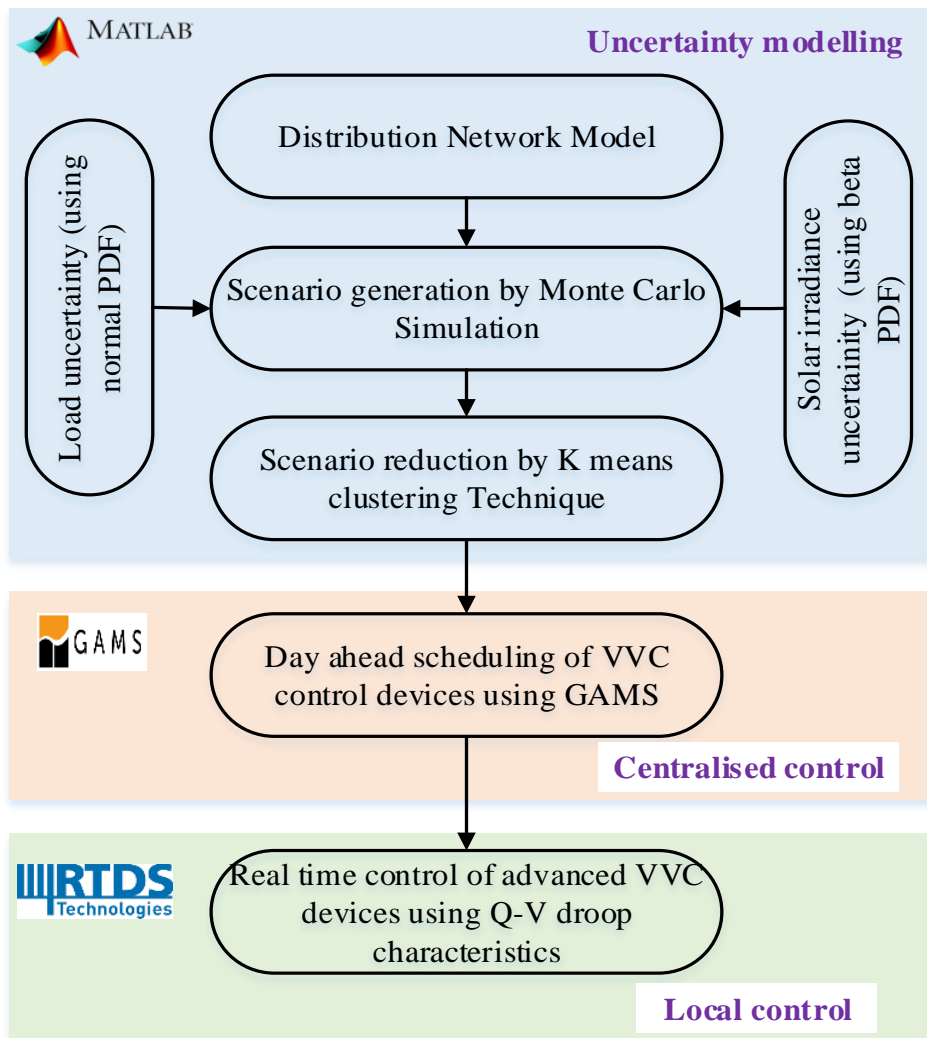 MATLAB
Uncertainty modelling
Distribution Network Model
Load uncertainty (using
normal PDF)
Solar irradiance
uncertainity (using beta
PDF)
Scenario generation by Monte Carlo
Simulation
Scenario reduction by K means
clustering Technique
GAMS
Day ahead scheduling of VVC
control devices using GAMS
Centralised control
RTDS
Technologies
Real time control of advanced VVC
devices using Q-V droop
characteristics
Local control